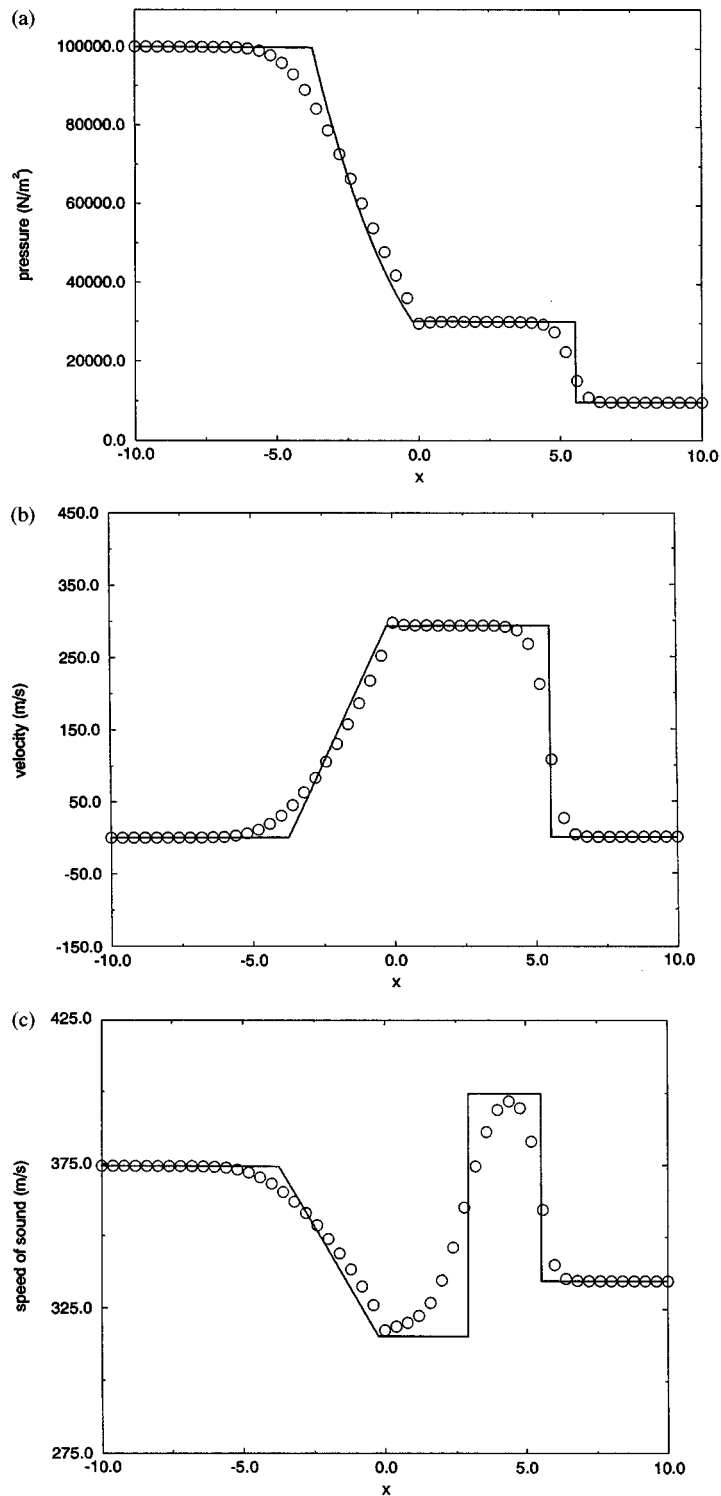 (a)
100000.0
80000.0
60000.0
40000.0
20000.0
0.0
pressure (N/m²)
-10.0 -5.0 0.0 5.0 10.0
x
(b)
450.0
350.0
250.0
150.0
50.0
-50.0
-150.0
velocity (m/s)
-10.0 -5.0 0.0 5.0 10.0
x
(c)
425.0
375.0
325.0
275.0
speed of sound (m/s)
-10.0 -5.0 0.0 5.0 10.0
x